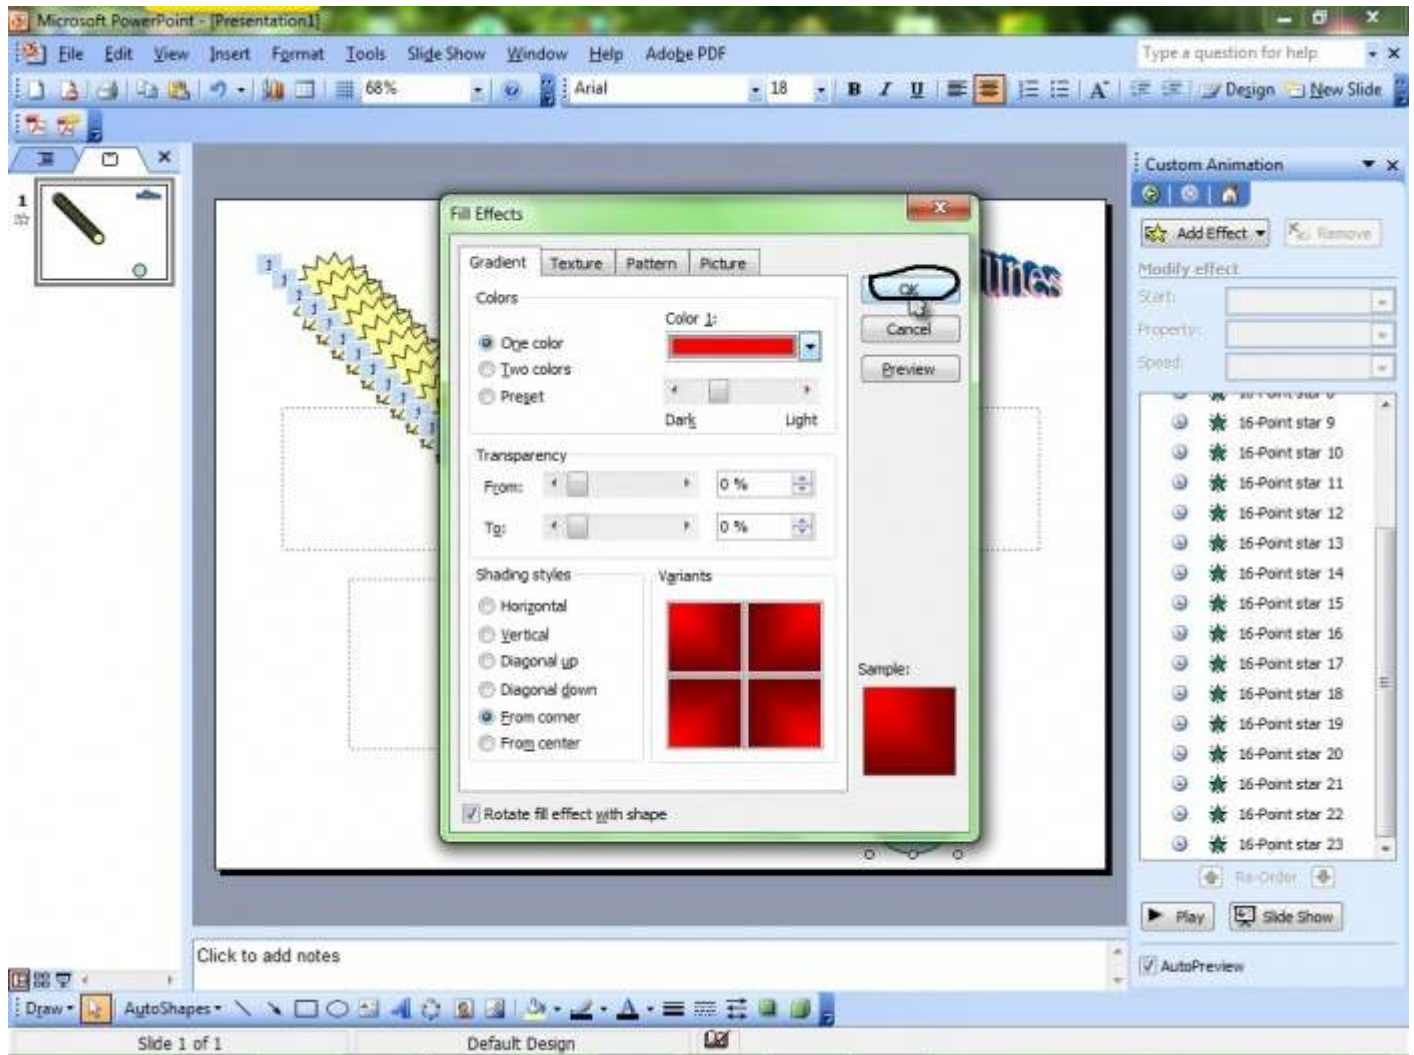 Microsoft PowerPoint - [Presentation1]
File Edit View Insert Format Tools Slide Show Window Help Adobe PDF
Type a question for help
68%
Arial
18
B I U
Design
New Slide
Custom Animation
Add Effect
Remove
Modify effect
Start:
Property:
Speed:
1
Fill Effects
Gradient Texture Pattern Picture
Colors
One color
Two colors
Preset
Color 1:
Dark Light
OK
Cancel
Preview
Transparency
From: 0 %
To: 0 %
Shading styles
Horizontal
Vertical
Diagonal up
Diagonal down
From corner
From center
Variants
Sample:
Rotate fill effect with shape
16-Point star 9
16-Point star 10
16-Point star 11
16-Point star 12
16-Point star 13
16-Point star 14
16-Point star 15
16-Point star 16
16-Point star 17
16-Point star 18
16-Point star 19
16-Point star 20
16-Point star 21
16-Point star 22
16-Point star 23
Re-Order
Play
Slide Show
AutoPreview
Click to add notes
Draw
AutoShapes
Slide 1 of 1
Default Design